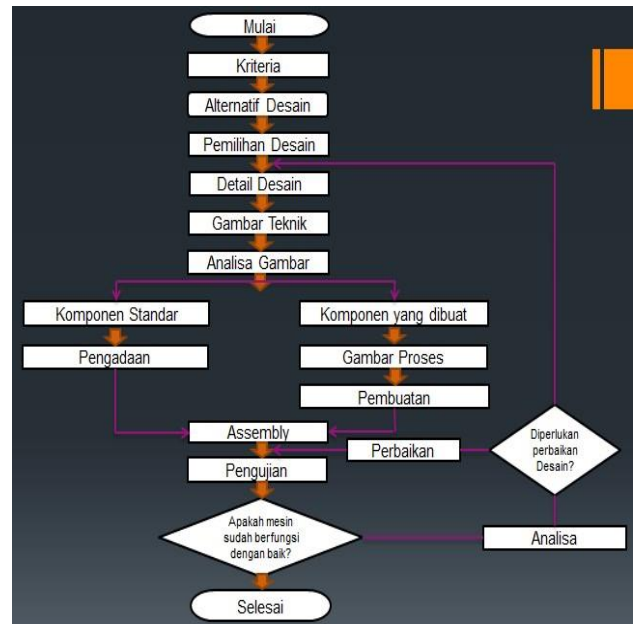 Mulai
Kriteria
Alternatif Desain
Pemilihan Desain
Detail Desain
Gambar Teknik
Analisa Gambar
Komponen Standar
Komponen yang dibuat
Pengadaan
Gambar Proses
Pembuatan
Assembly
Perbaikan
Diperlukan
perbaikan
Desain?
Pengujian
Apakah mesin
sudah berfungsi
dengan baik?
Analisa
Selesai